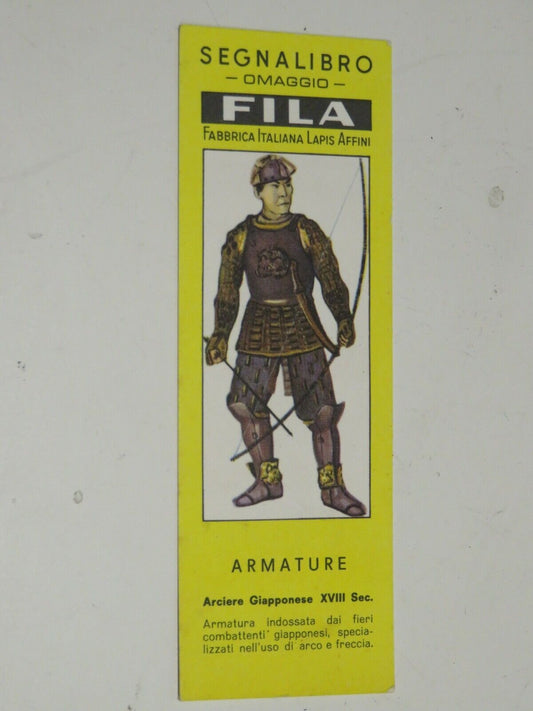 SEGNALIBRO
— OMAGGIO —
FILA
FABBRICA ITALIANA LAPIS AFFINI
ARMATURE
Arciere Giapponese XVIII Sec.
Armatura indossata dai fieri
combattenti giapponesi, specia-
lizzati nell'uso di arco e freccia.